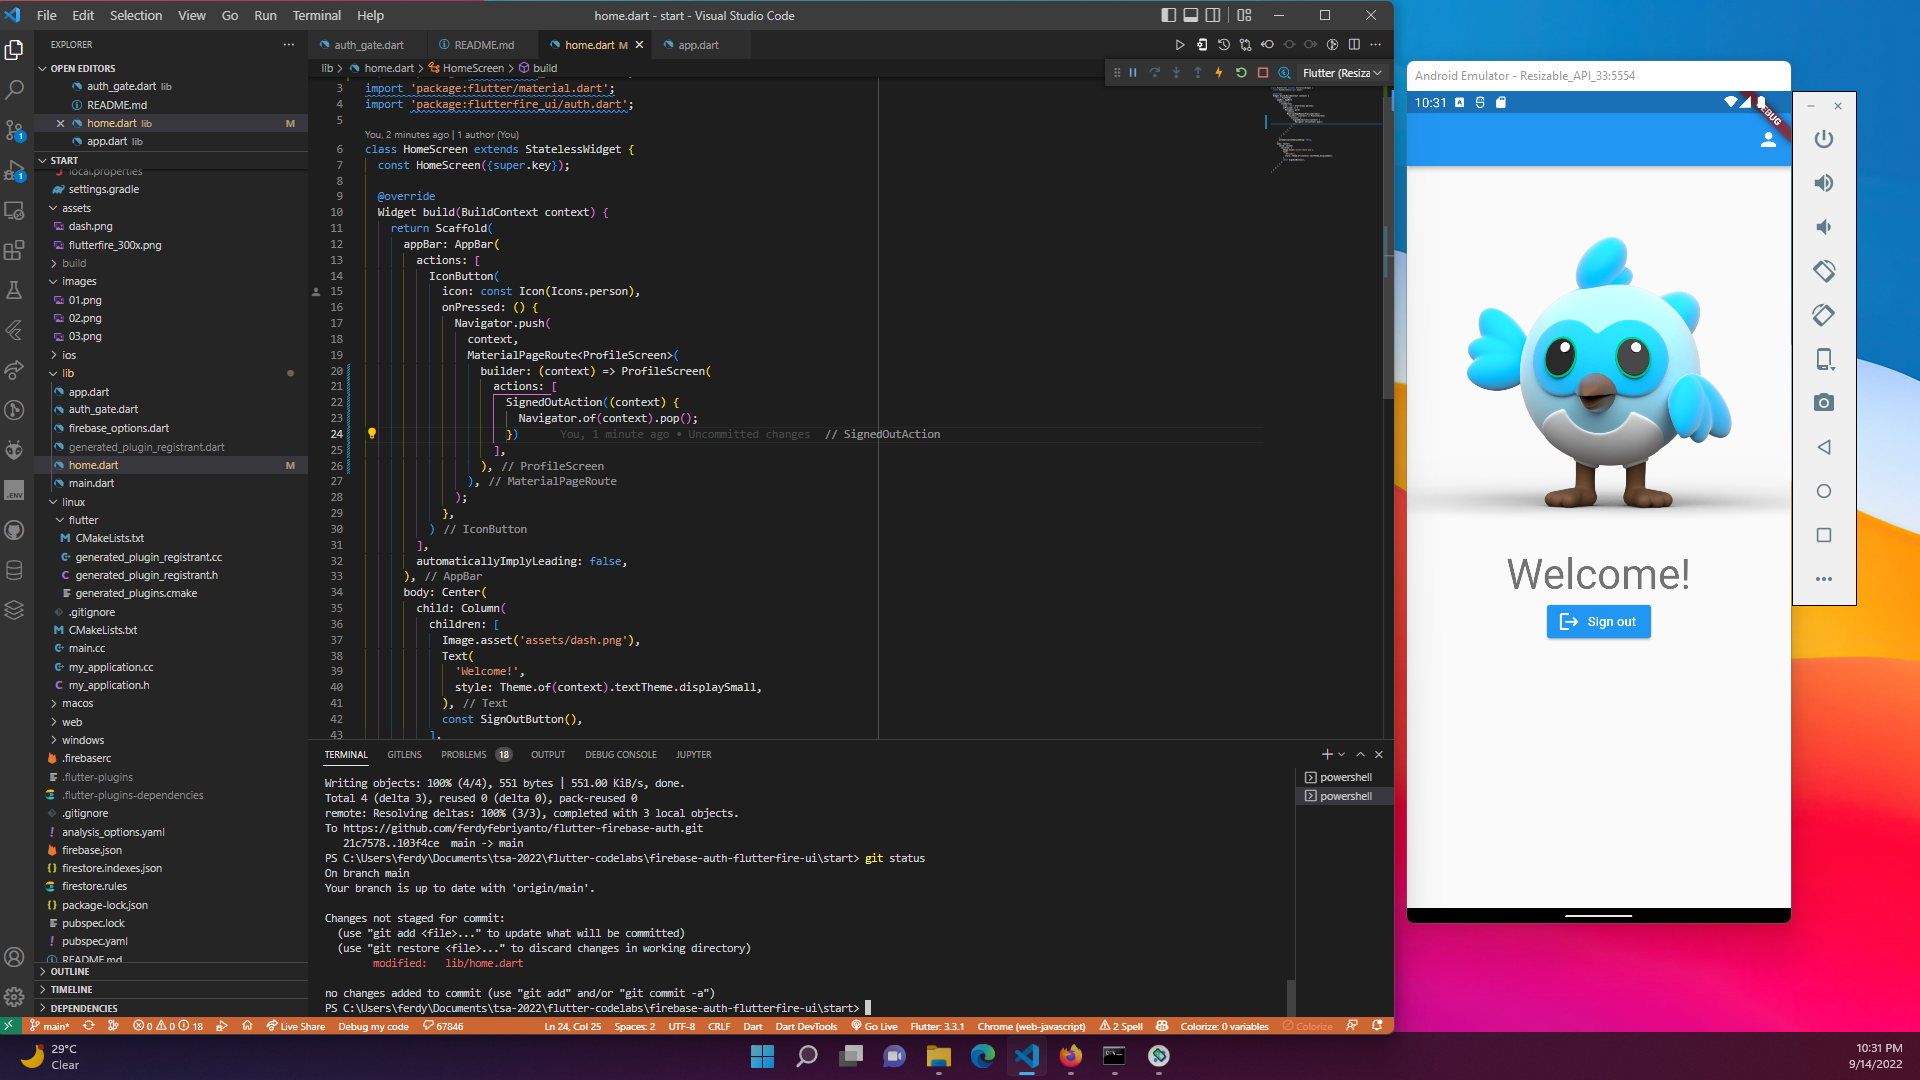 File Edit Selection View Go Run Terminal Help
home.dart - start - Visual Studio Code
EXPLORER
OPEN EDITORS
auth_gate.dart lib
README.md
home.dart lib M
app.dart lib
START
local.properties
settings.gradle
assets
dash.png
flutterfire_300x.png
build
images
01.png
02.png
03.png
ios
lib
app.dart
auth_gate.dart
firebase_options.dart
generated_plugin_registrant.dart
home.dart M
main.dart
linux
flutter
CMakeLists.txt
generated_plugin_registrant.cc
generated_plugin_registrant.h
generated_plugins.cmake
.gitignore
CMakeLists.txt
main.cc
my_application.cc
my_application.h
macos
web
windows
.firebaserc
.flutter-plugins
.flutter-plugins-dependencies
.gitignore
analysis_options.yaml
firebase.json
firestore.indexes.json
firestore.rules
package-lock.json
pubspec.lock
pubspec.yaml
README.md
OUTLINE
TIMELINE
DEPENDENCIES
auth_gate.dart README.md home.dart M app.dart
lib > home.dart > HomeScreen > build
Flutter (Resiza
3 import 'package:flutter/material.dart';
4 import 'package:flutterfire_ui/auth.dart';
5
You, 2 minutes ago | 1 author (You)
6 class HomeScreen extends StatelessWidget {
7 const HomeScreen({super.key});
8
9 @override
10 Widget build(BuildContext context) {
11 return Scaffold(
12 appBar: AppBar(
13 actions: [
14 IconButton(
15 icon: const Icon(Icons.person),
16 onPressed: () {
17 Navigator.push(
18 context,
19 MaterialPageRoute<ProfileScreen>(
20 builder: (context) => ProfileScreen(
21 actions: [
22 SignedOutAction((context) {
23 Navigator.of(context).pop();
24 }) You, 1 minute ago • Uncommitted changes // SignedOutAction
25 ],
26 ), // ProfileScreen
27 ), // MaterialPageRoute
28 );
29 },
30 ) // IconButton
31 ],
32 automaticallyImplyLeading: false,
33 ), // AppBar
34 body: Center(
35 child: Column(
36 children: [
37 Image.asset('assets/dash.png'),
38 Text(
39 'Welcome!',
40 style: Theme.of(context).textTheme.displaySmall,
41 ), // Text
42 const SignOutButton(),
43 ],
TERMINAL GITLENS PROBLEMS 18 OUTPUT DEBUG CONSOLE JUPYTER
powershell
powershell
Writing objects: 100% (4/4), 551 bytes | 551.00 KiB/s, done.
Total 4 (delta 3), reused 0 (delta 0), pack-reused 0
remote: Resolving deltas: 100% (3/3), completed with 3 local objects.
To https://github.com/ferdyfebriyanto/flutter-firebase-auth.git
21c7578..103f4ce main -> main
PS C:\Users\ferdy\Documents\tsa-2022\flutter-codelabs\firebase-auth-flutterfire-ui\start> git status
On branch main
Your branch is up to date with 'origin/main'.
Changes not staged for commit:
(use "git add <file>..." to update what will be committed)
(use "git restore <file>..." to discard changes in working directory)
modified: lib/home.dart
no changes added to commit (use "git add" and/or "git commit -a")
PS C:\Users\ferdy\Documents\tsa-2022\flutter-codelabs\firebase-auth-flutterfire-ui\start>
main* 0 0 18 Live Share Debug my code 67846 Ln 24, Col 25 Spaces: 2 UTF-8 CRLF Dart Dart DevTools Go Live Flutter: 3.3.1 Chrome (web-javascript) 2 Spell Colorize: 0 variables Colorize
.ENV
1
1
Android Emulator - Resizable_API_33:5554
10:31
DEBUG
Welcome!
Sign out
29°C
Clear
10:31 PM
9/14/2022